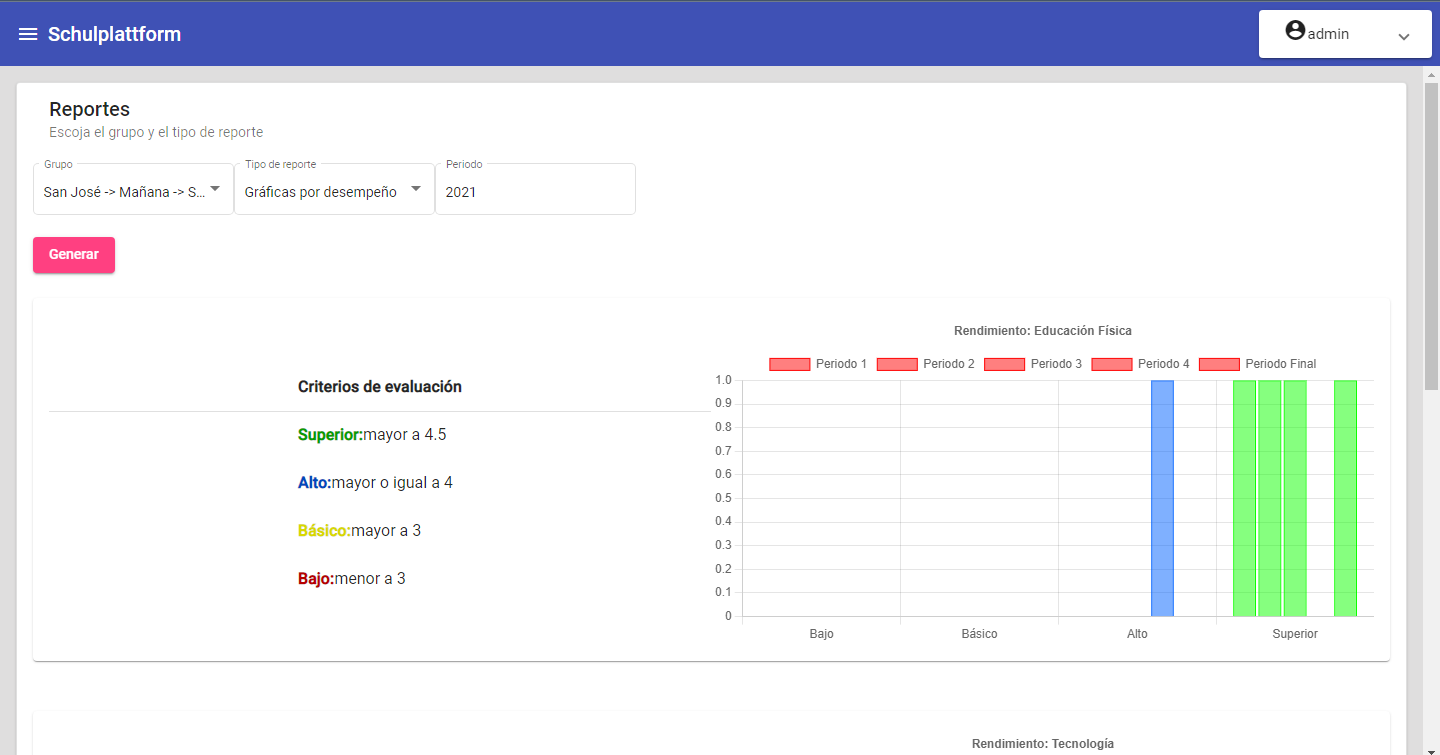 Schulplattform
admin
Reportes
Escoja el grupo y el tipo de reporte
Grupo
San José -> Mañana -> S...
Tipo de reporte
Gráficas por desempeño
Periodo
2021
Generar
Criterios de evaluación
Superior:mayor a 4.5
Alto:mayor o igual a 4
Básico:mayor a 3
Bajo:menor a 3
Rendimiento: Educación Física
Periodo 1 Periodo 2 Periodo 3 Periodo 4 Periodo Final
1.0
0.9
0.8
0.7
0.6
0.5
0.4
0.3
0.2
0.1
0
Bajo Básico Alto Superior
Rendimiento: Tecnología